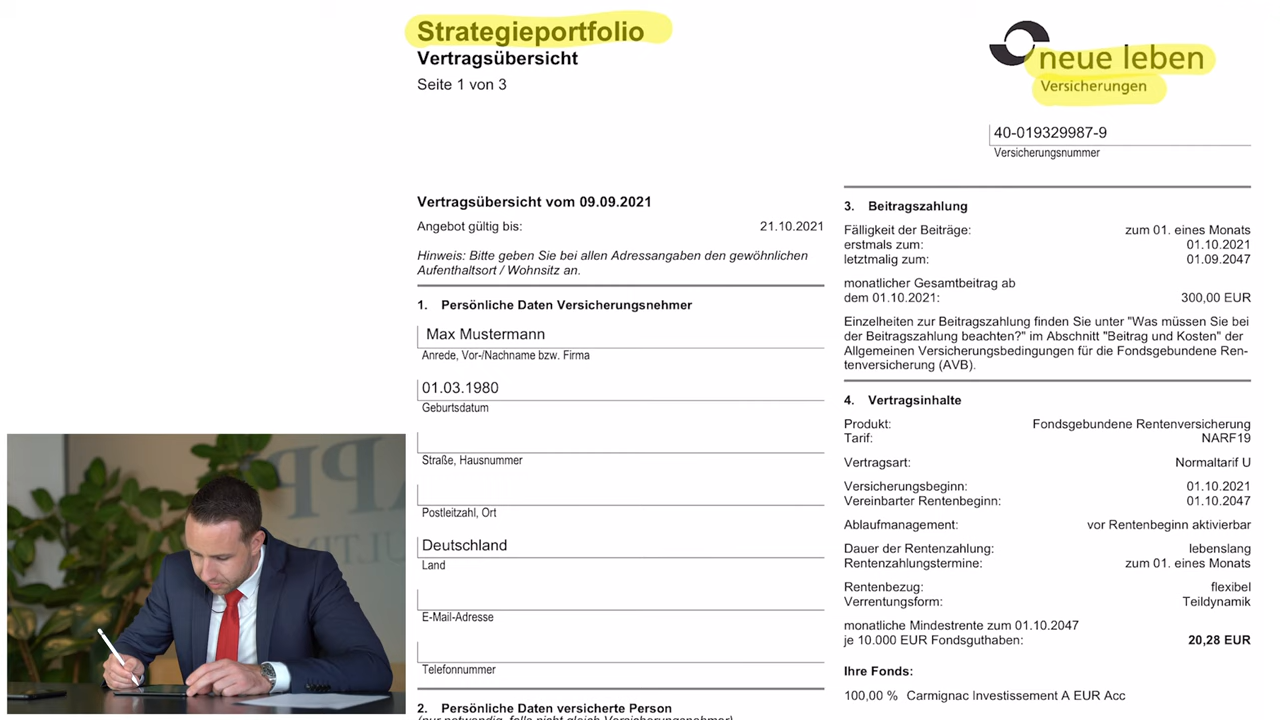 Strategieportfolio
Vertragsübersicht
Seite 1 von 3
neue leben
Versicherungen
40-019329987-9
Versicherungsnummer
Vertragsübersicht vom 09.09.2021
Angebot gültig bis: 21.10.2021
Hinweis: Bitte geben Sie bei allen Adressangaben den gewöhnlichen
Aufenthaltsort / Wohnsitz an.
1. Persönliche Daten Versicherungsnehmer
Max Mustermann
Anrede, Vor-/Nachname bzw. Firma
01.03.1980
Geburtsdatum
Straße, Hausnummer
Postleitzahl, Ort
Deutschland
Land
E-Mail-Adresse
Telefonnummer
2. Persönliche Daten versicherte Person
(nur notwendig, falls nicht gleich Versicherungsnehmer)
3. Beitragszahlung
Fälligkeit der Beiträge: zum 01. eines Monats
erstmals zum: 01.10.2021
letztmalig zum: 01.09.2047
monatlicher Gesamtbeitrag ab
dem 01.10.2021: 300,00 EUR
Einzelheiten zur Beitragszahlung finden Sie unter "Was müssen Sie bei
der Beitragszahlung beachten?" im Abschnitt "Beitrag und Kosten" der
Allgemeinen Versicherungsbedingungen für die Fondsgebundene Ren-
tenversicherung (AVB).
4. Vertragsinhalte
Produkt: Fondsgebundene Rentenversicherung
Tarif: NARF19
Vertragsart: Normaltarif U
Versicherungsbeginn: 01.10.2021
Vereinbarter Rentenbeginn: 01.10.2047
Ablaufmanagement: vor Rentenbeginn aktivierbar
Dauer der Rentenzahlung: lebenslang
Rentenzahlungstermine: zum 01. eines Monats
Rentenbezug: flexibel
Verrentungsform: Teildynamik
monatliche Mindestrente zum 01.10.2047
je 10.000 EUR Fondsguthaben: 20,28 EUR
Ihre Fonds:
100,00 % Carmignac Investissement A EUR Acc